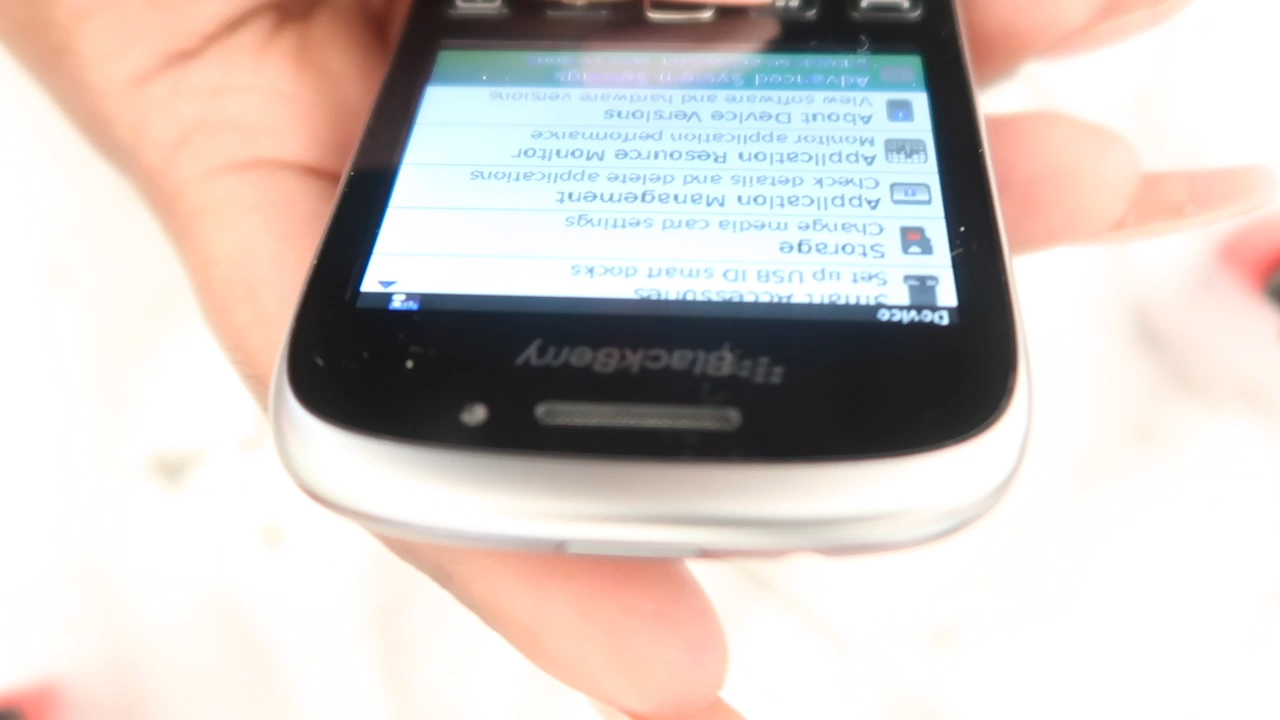 BlackBerry
Device
Smart Accessories
Set up USB ID smart docks
Storage
Change media card settings
Application Management
Check details and delete applications
Application Resource Monitor
Monitor application performance
About Device Versions
View software and hardware versions
Advanced System Settings